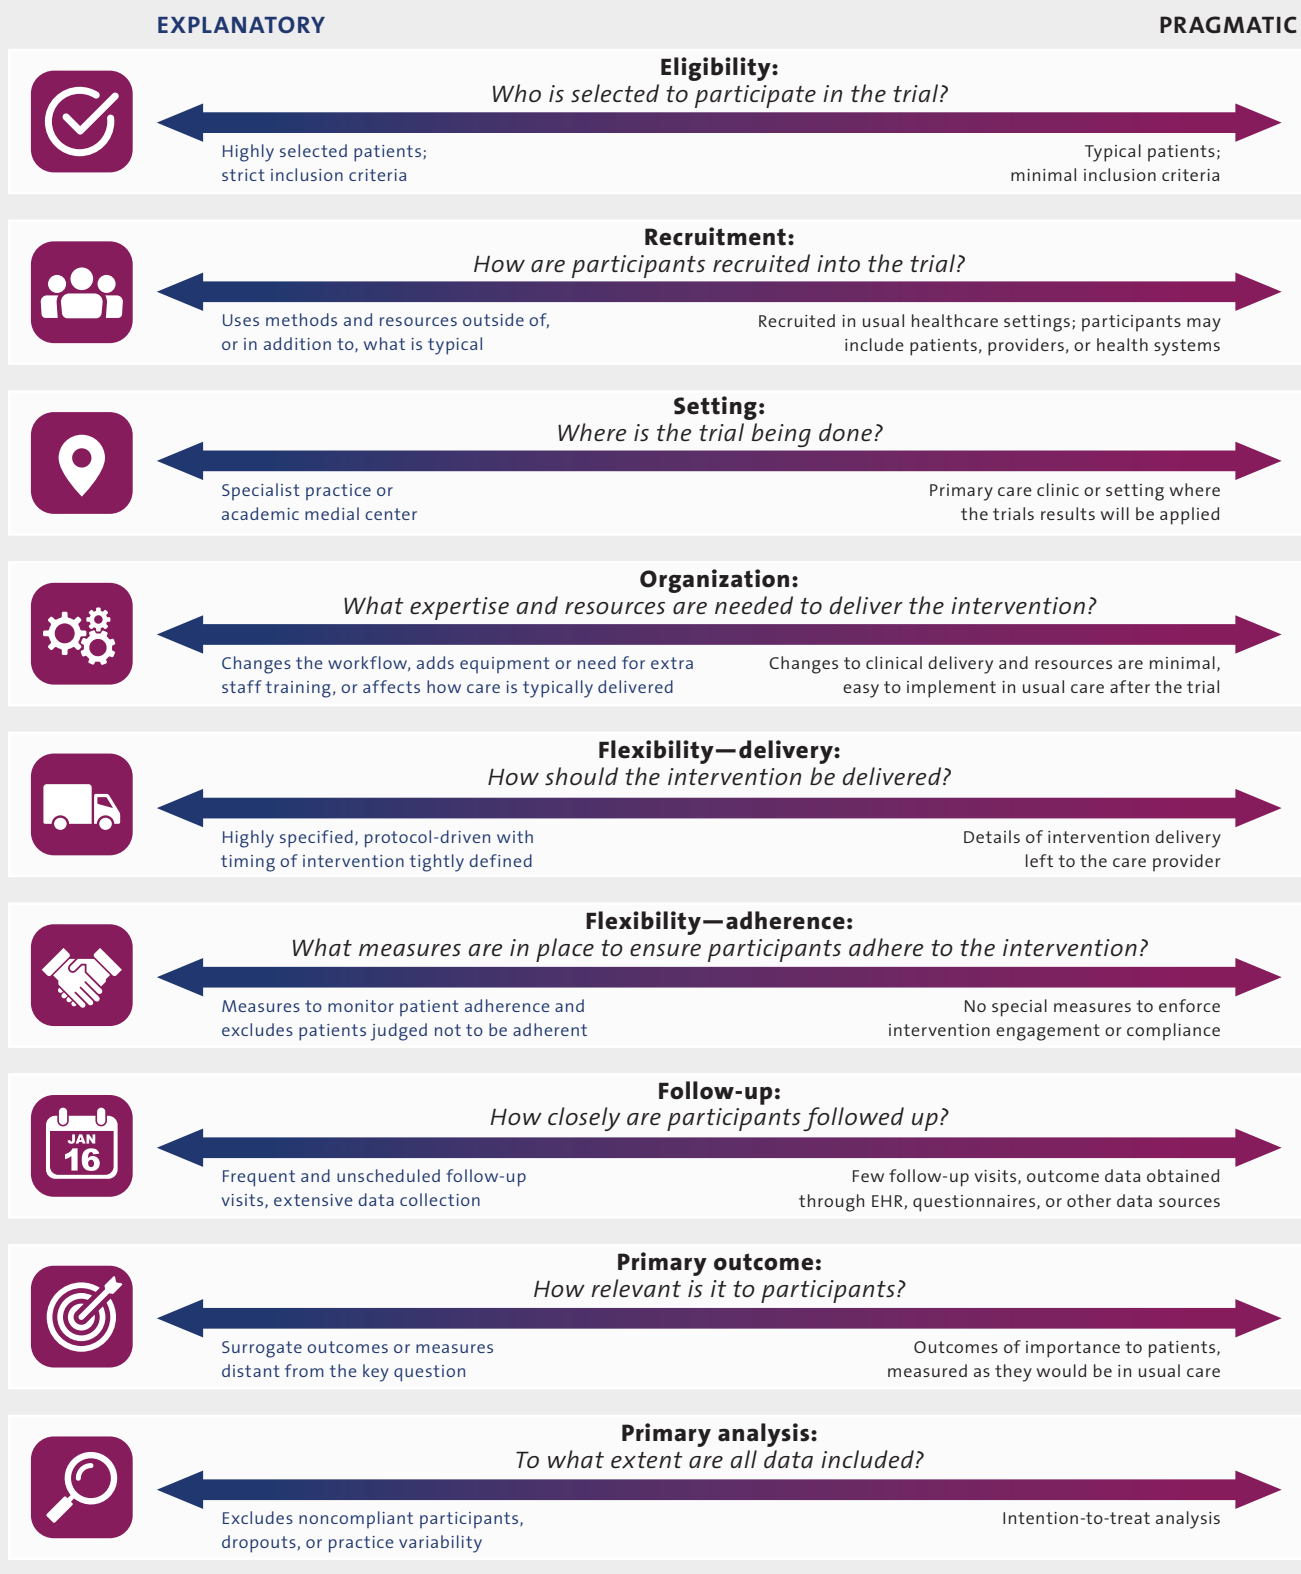 EXPLANATORY
PRAGMATIC
Eligibility:
Who is selected to participate in the trial?
Highly selected patients;
strict inclusion criteria
Typical patients;
minimal inclusion criteria
Recruitment:
How are participants recruited into the trial?
Uses methods and resources outside of,
or in addition to, what is typical
Recruited in usual healthcare settings; participants may
include patients, providers, or health systems
Setting:
Where is the trial being done?
Specialist practice or
academic medial center
Primary care clinic or setting where
the trials results will be applied
Organization:
What expertise and resources are needed to deliver the intervention?
Changes the workflow, adds equipment or need for extra
staff training, or affects how care is typically delivered
Changes to clinical delivery and resources are minimal,
easy to implement in usual care after the trial
Flexibility—delivery:
How should the intervention be delivered?
Highly specified, protocol-driven with
timing of intervention tightly defined
Details of intervention delivery
left to the care provider
Flexibility—adherence:
What measures are in place to ensure participants adhere to the intervention?
Measures to monitor patient adherence and
excludes patients judged not to be adherent
No special measures to enforce
intervention engagement or compliance
JAN
16
Follow-up:
How closely are participants followed up?
Frequent and unscheduled follow-up
visits, extensive data collection
Few follow-up visits, outcome data obtained
through EHR, questionnaires, or other data sources
Primary outcome:
How relevant is it to participants?
Surrogate outcomes or measures
distant from the key question
Outcomes of importance to patients,
measured as they would be in usual care
Primary analysis:
To what extent are all data included?
Excludes noncompliant participants,
dropouts, or practice variability
Intention-to-treat analysis